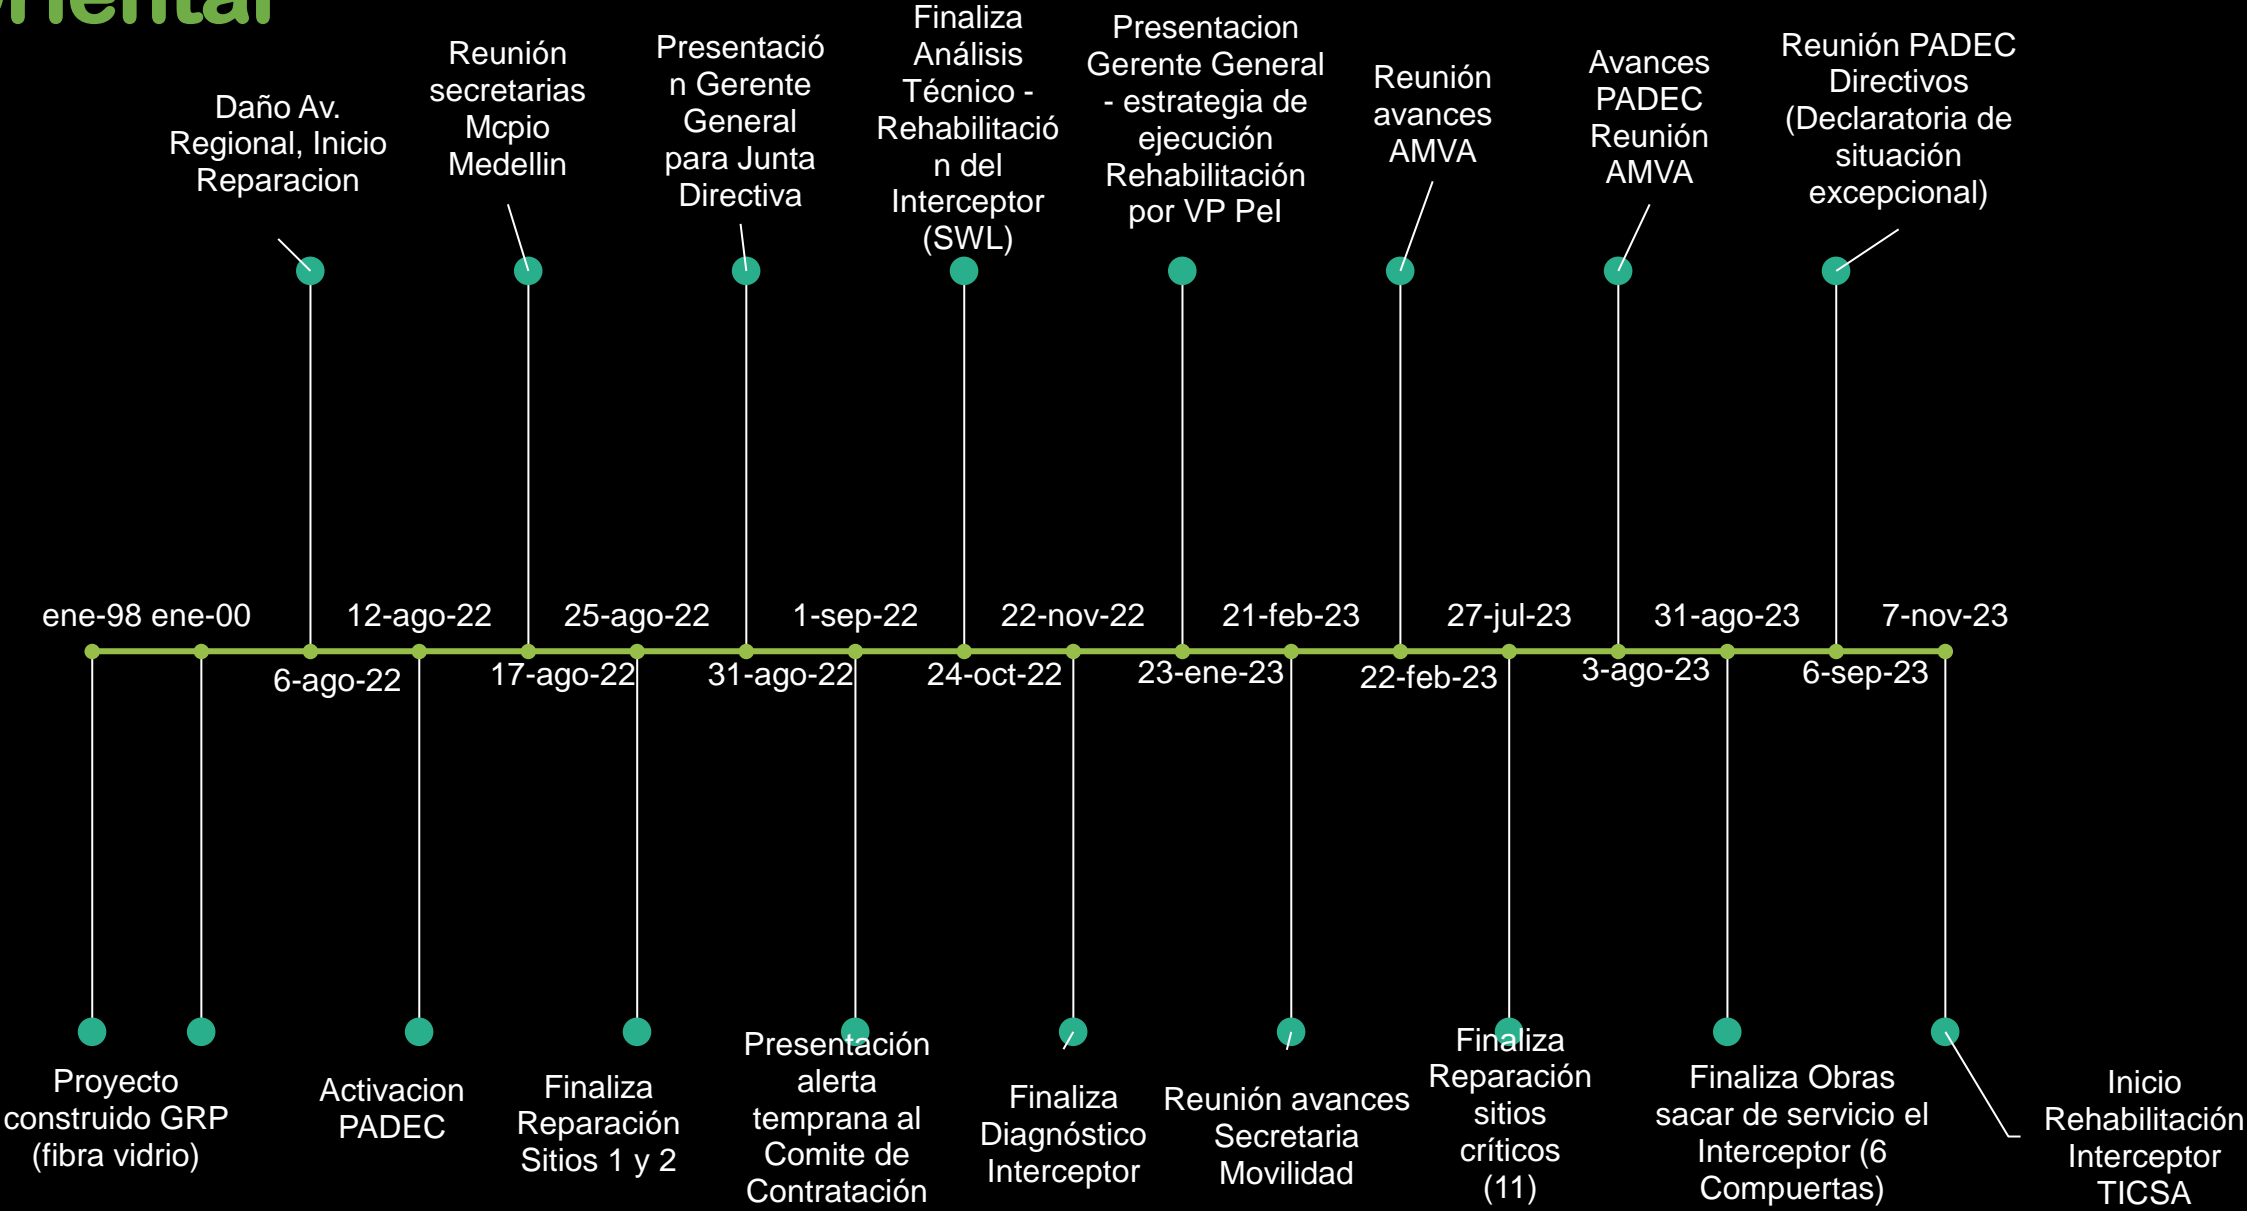 Daño Av.
Regional, Inicio
Reparacion
Reunión
secretarias
Mcpio
Medellin
Presentació
n Gerente
General
para Junta
Directiva
Finaliza
Análisis
Técnico -
Rehabilitació
n del
Interceptor
(SWL)
Presentacion
Gerente General
- estrategia de
ejecución
Rehabilitación
por VP PeI
Reunión
avances
AMVA
Avances
PADEC
Reunión
AMVA
Reunión PADEC
Directivos
(Declaratoria de
situación
excepcional)
ene-98 ene-00 12-ago-22 25-ago-22 1-sep-22 22-nov-22 21-feb-23 27-jul-23 31-ago-23 7-nov-23
6-ago-22 17-ago-22 31-ago-22 24-oct-22 23-ene-23 22-feb-23 3-ago-23 6-sep-23
Proyecto
construido GRP
(fibra vidrio)
Activacion
PADEC
Finaliza
Reparación
Sitios 1 y 2
Presentación
alerta
temprana al
Comite de
Contratación
Finaliza
Diagnóstico
Interceptor
Reunión avances
Secretaria
Movilidad
Finaliza
Reparación
sitios
críticos
(11)
Finaliza Obras
sacar de servicio el
Interceptor (6
Compuertas)
Inicio
Rehabilitación
Interceptor
TICSA